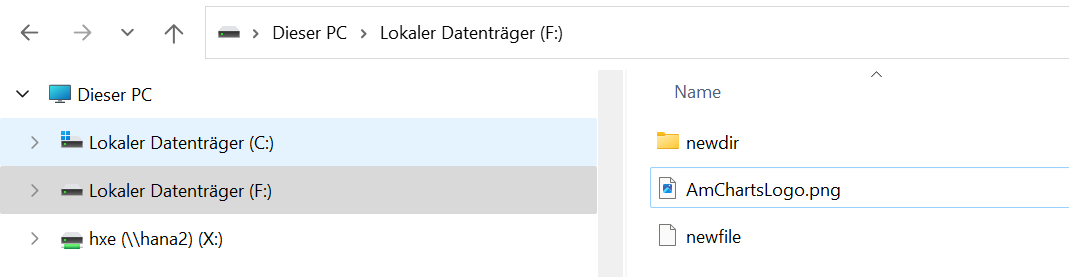 Dieser PC > Lokaler Datenträger (F:)
Dieser PC
Lokaler Datenträger (C:)
Lokaler Datenträger (F:)
hxe (\\hana2) (X:)
Name
newdir
AmChartsLogo.png
newfile